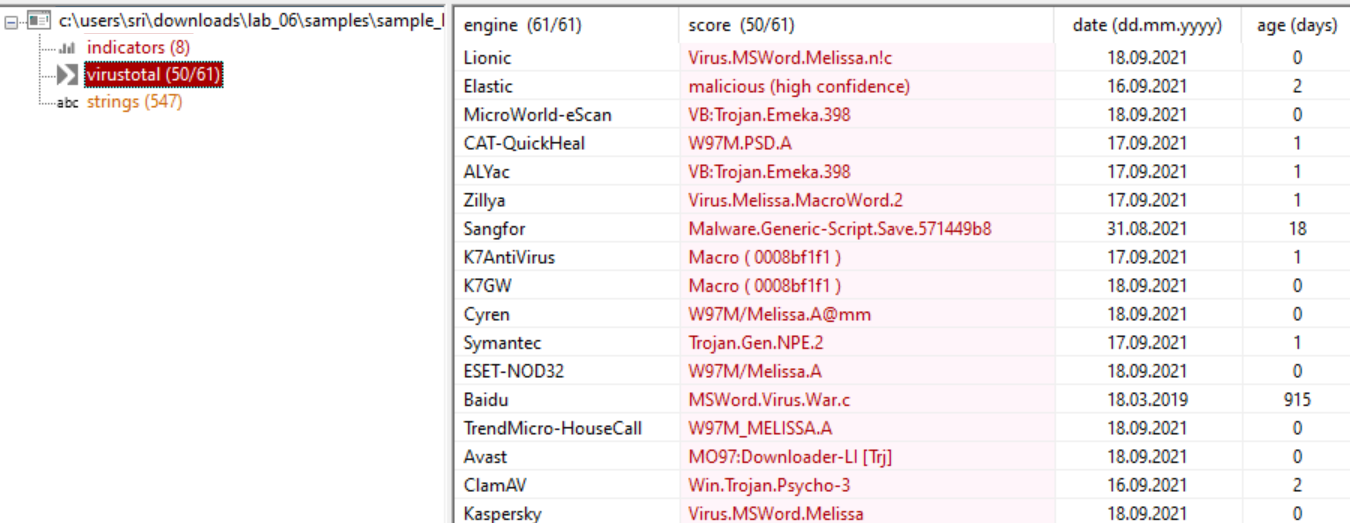 c:\users\sri\downloads\lab_06\samples\sample_
indicators (8)
virustotal (50/61)
abc strings (547)
engine (61/61) score (50/61) date (dd.mm.yyyy) age (days)
Lionic Virus.MSWord.Melissa.n!c 18.09.2021 0
Elastic malicious (high confidence) 16.09.2021 2
MicroWorld-eScan VB:Trojan.Emeka.398 18.09.2021 0
CAT-QuickHeal W97M.PSD.A 17.09.2021 1
ALYac VB:Trojan.Emeka.398 17.09.2021 1
Zillya Virus.Melissa.MacroWord.2 17.09.2021 1
Sangfor Malware.Generic-Script.Save.571449b8 31.08.2021 18
K7AntiVirus Macro ( 0008bf1f1 ) 17.09.2021 1
K7GW Macro ( 0008bf1f1 ) 18.09.2021 0
Cyren W97M/Melissa.A@mm 18.09.2021 0
Symantec Trojan.Gen.NPE.2 17.09.2021 1
ESET-NOD32 W97M/Melissa.A 18.09.2021 0
Baidu MSWord.Virus.War.c 18.03.2019 915
TrendMicro-HouseCall W97M_MELISSA.A 18.09.2021 0
Avast MO97:Downloader-LI [Trj] 18.09.2021 0
ClamAV Win.Trojan.Psycho-3 16.09.2021 2
Kaspersky Virus.MSWord.Melissa 18.09.2021 0